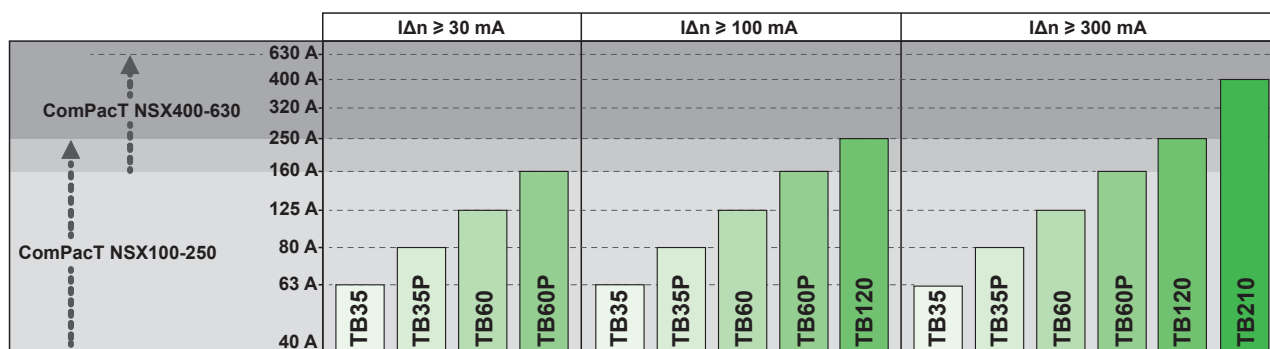 IΔn ⩾ 30 mA
IΔn ⩾ 100 mA
IΔn ⩾ 300 mA
630 A
400 A
ComPacT NSX400-630
320 A
250 A
160 A
125 A
ComPacT NSX100-250
80 A
63 A
40 A
TB35
TB35P
TB60
TB60P
TB35
TB35P
TB60
TB60P
TB120
TB35
TB35P
TB60
TB60P
TB120
TB210